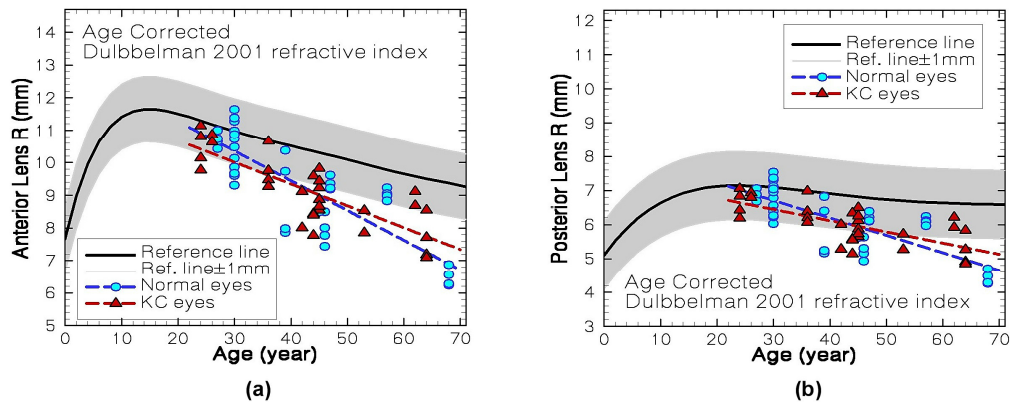 Age Corrected
Dulbbelman 2001 refractive index
Anterior Lens R (mm)
14
13
12
11
10
9
8
7
6
5
Reference line
Ref. line±1mm
Normal eyes
KC eyes
0 10 20 30 40 50 60 70
Age (year)
(a)
Posterior Lens R (mm)
12
11
10
9
8
7
6
5
4
3
Reference line
Ref. line±1mm
Normal eyes
KC eyes
Age Corrected
Dulbbelman 2001 refractive index
0 10 20 30 40 50 60 70
Age (year)
(b)